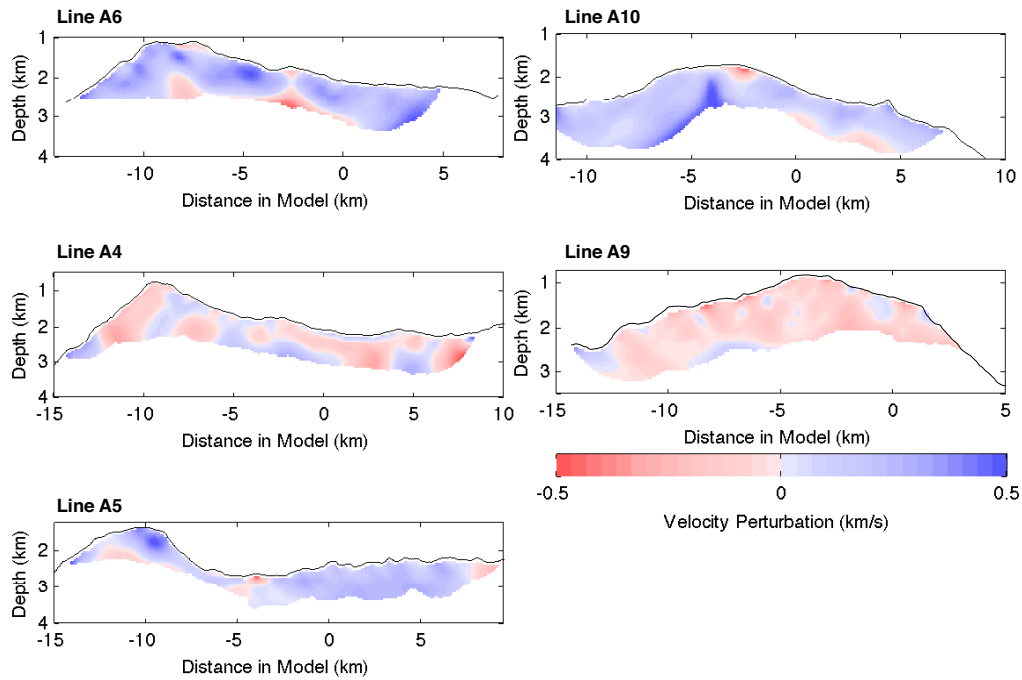 Line A6
1
2
3
4
Depth (km)
-10 -5 0 5
Distance in Model (km)
Line A10
1
2
3
4
Depth (km)
-10 -5 0 5 10
Distance in Model (km)
Line A4
1
2
3
4
Depth (km)
-15 -10 -5 0 5 10
Distance in Model (km)
Line A9
1
2
3
Depth (km)
-15 -10 -5 0 5
Distance in Model (km)
-0.5 0 0.5
Velocity Perturbation (km/s)
Line A5
2
3
4
Depth (km)
-15 -10 -5 0 5
Distance in Model (km)